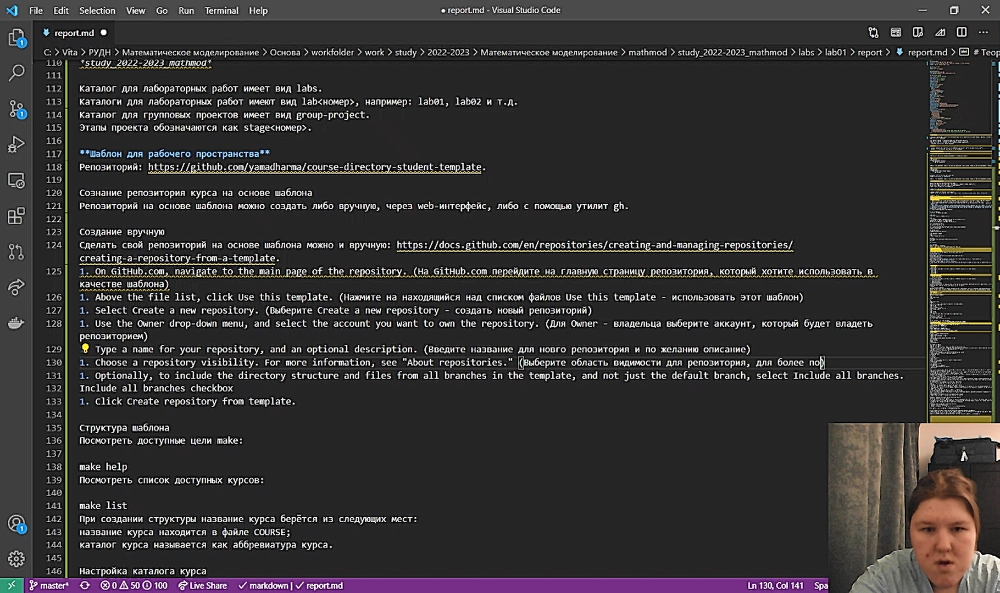 File Edit Selection View Go Run Terminal Help ● report.md - Visual Studio Code
report.md
C: > Vita > РУДН > Математическое моделирование > Основа > workfolder > work > study > 2022-2023 > Математическое моделирование > mathmod > study_2022-2023_mathmod > labs > lab01 > report > report.md > # Теор
110 *study_2022-2023_mathmod*
111
112 Каталог для лабораторных работ имеет вид labs.
113 Каталоги для лабораторных работ имеют вид lab<номер>, например: lab01, lab02 и т.д.
114 Каталог для групповых проектов имеет вид group-project.
115 Этапы проекта обозначаются как stage<номер>.
116
117 **Шаблон для рабочего пространства**
118 Репозиторий: https://github.com/yamadharma/course-directory-student-template.
119
120 Сознание репозитория курса на основе шаблона
121 Репозиторий на основе шаблона можно создать либо вручную, через web-интерфейс, либо с помощью утилит gh.
122
123 Создание вручную
124 Сделать свой репозиторий на основе шаблона можно и вручную: https://docs.github.com/en/repositories/creating-and-managing-repositories/
creating-a-repository-from-a-template.
125 1. On GitHub.com, navigate to the main page of the repository. (На GitHub.com перейдите на главную страницу репозитория, который хотите использовать в
качестве шаблона)
126 1. Above the file list, click Use this template. (Нажмите на находящийся над списком файлов Use this template - использовать этот шаблон)
127 1. Select Create a new repository. (Выберите Create a new repository - создать новый репозиторий)
128 1. Use the Owner drop-down menu, and select the account you want to own the repository. (Для Owner - владельца выберите аккаунт, который будет владеть
репозиторием)
129 Type a name for your repository, and an optional description. (Введите название для новго репозитория и по желанию описание)
130 1. Choose a repository visibility. For more information, see "About repositories." (Выберите область видимости для репозитория, для более по)
131 1. Optionally, to include the directory structure and files from all branches in the template, and not just the default branch, select Include all branches.
132 Include all branches checkbox
133 1. Click Create repository from template.
134
135 Структура шаблона
136 Посмотреть доступные цели make:
137
138 make help
139 Посмотреть список доступных курсов:
140
141 make list
142 При создании структуры название курса берётся из следующих мест:
143 название курса находится в файле COURSE;
144 каталог курса называется как аббревиатура курса.
145
146 Настройка каталога курса
master* 0 50 100 Live Share markdown | report.md Ln 130, Col 141 Spa